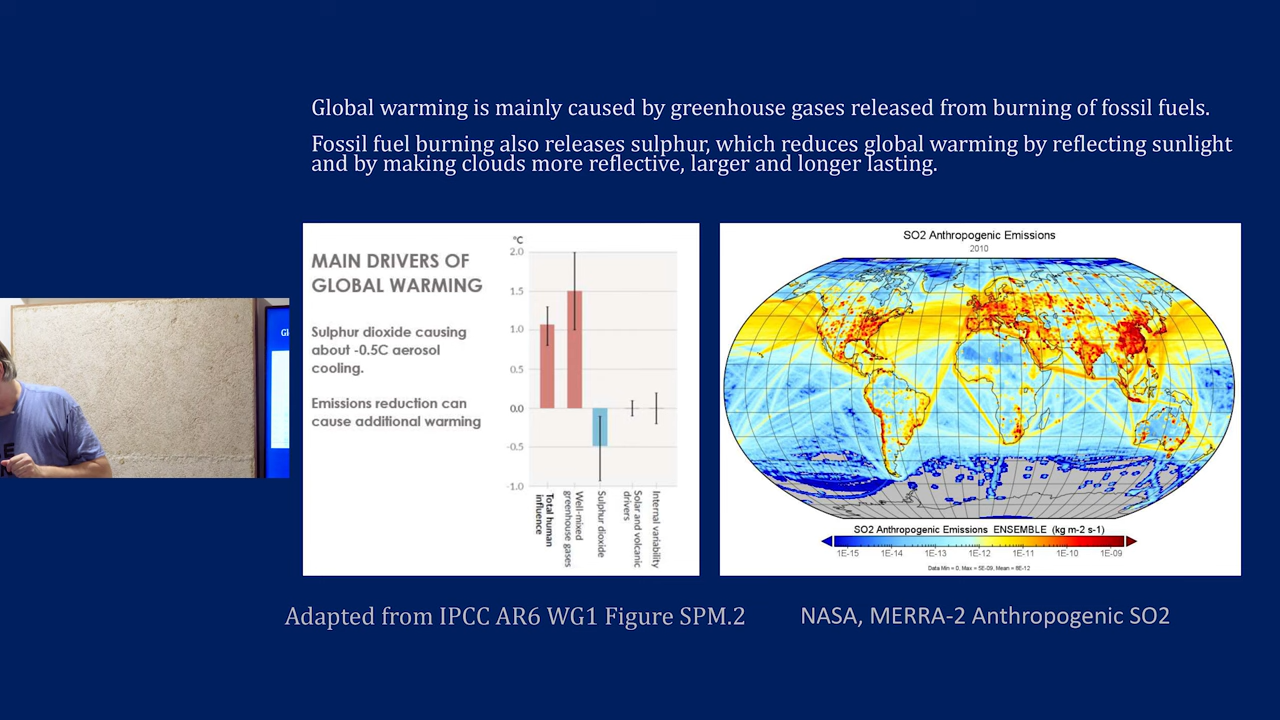 Global warming is mainly caused by greenhouse gases released from burning of fossil fuels.
Fossil fuel burning also releases sulphur, which reduces global warming by reflecting sunlight
and by making clouds more reflective, larger and longer lasting.
MAIN DRIVERS OF
GLOBAL WARMING
Sulphur dioxide causing
about -0.5C aerosol
cooling.
Emissions reduction can
cause additional warming
°C
2.0
1.5
1.0
0.5
0.0
-0.5
-1.0
Total human
influence
Well-mixed
greenhouse gases
Sulphur dioxide
Solar and volcanic
drivers
Internal variability
SO2 Anthropogenic Emissions
2010
SO2 Anthropogenic Emissions ENSEMBLE (kg m-2 s-1)
1E-15 1E-14 1E-13 1E-12 1E-11 1E-10 1E-09
Data Min = 0, Max = 5E-09, Mean = 6E-12
Adapted from IPCC AR6 WG1 Figure SPM.2
NASA, MERRA-2 Anthropogenic SO2